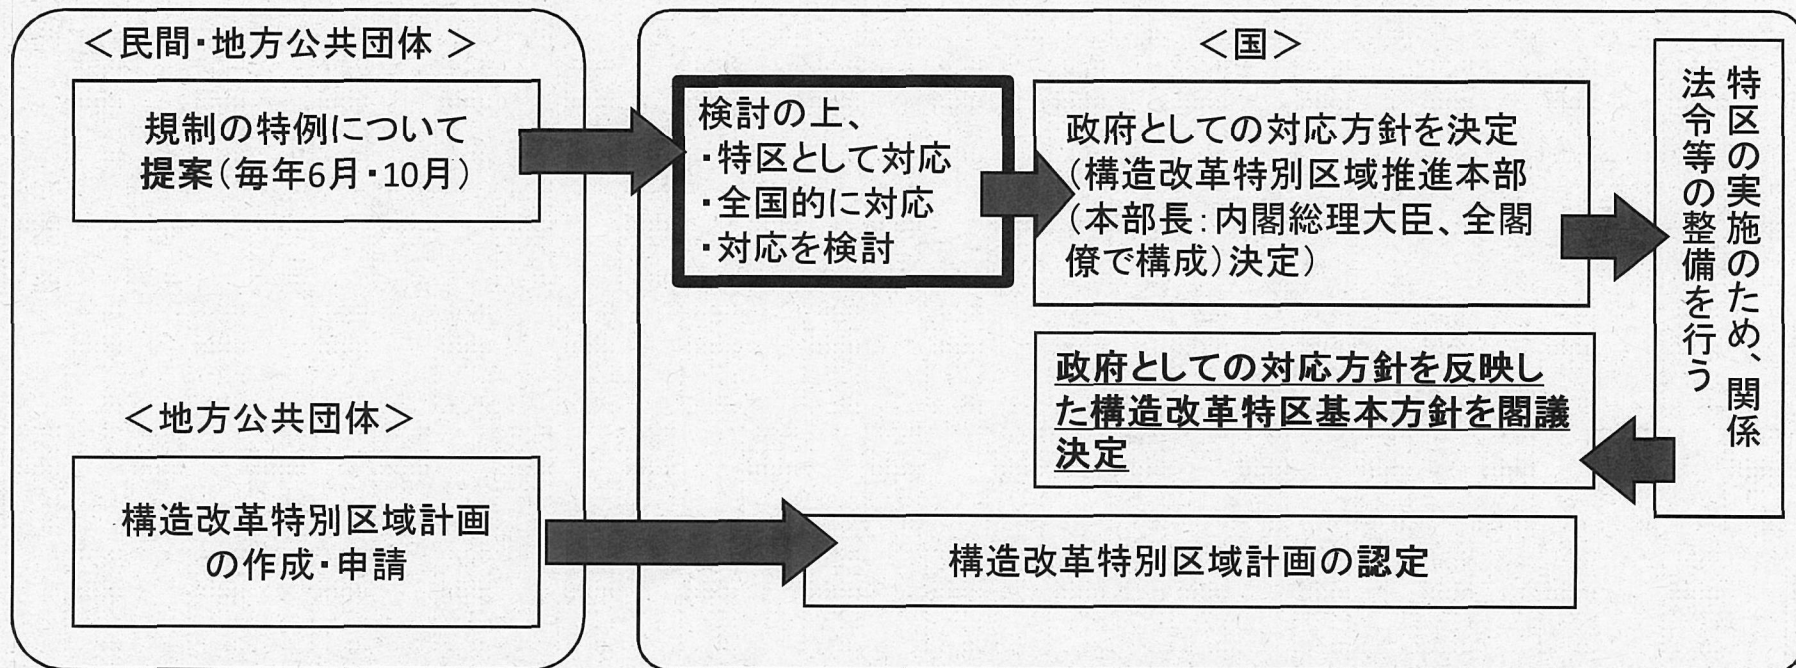 ＜民間・地方公共団体 ＞
規制の特例について
提案（毎年6月・10月）
＜地方公共団体＞
構造改革特別区域計画
の作成・申請
＜国＞
検討の上、
・特区として対応
・全国的に対応
・対応を検討
政府としての対応方針を決定
（構造改革特別区域推進本部
（本部長：内閣総理大臣、全閣
僚で構成）決定）
特区の実施のため、関係
法令等の整備を行う
政府としての対応方針を反映し
た構造改革特区基本方針を閣議
決定
構造改革特別区域計画の認定